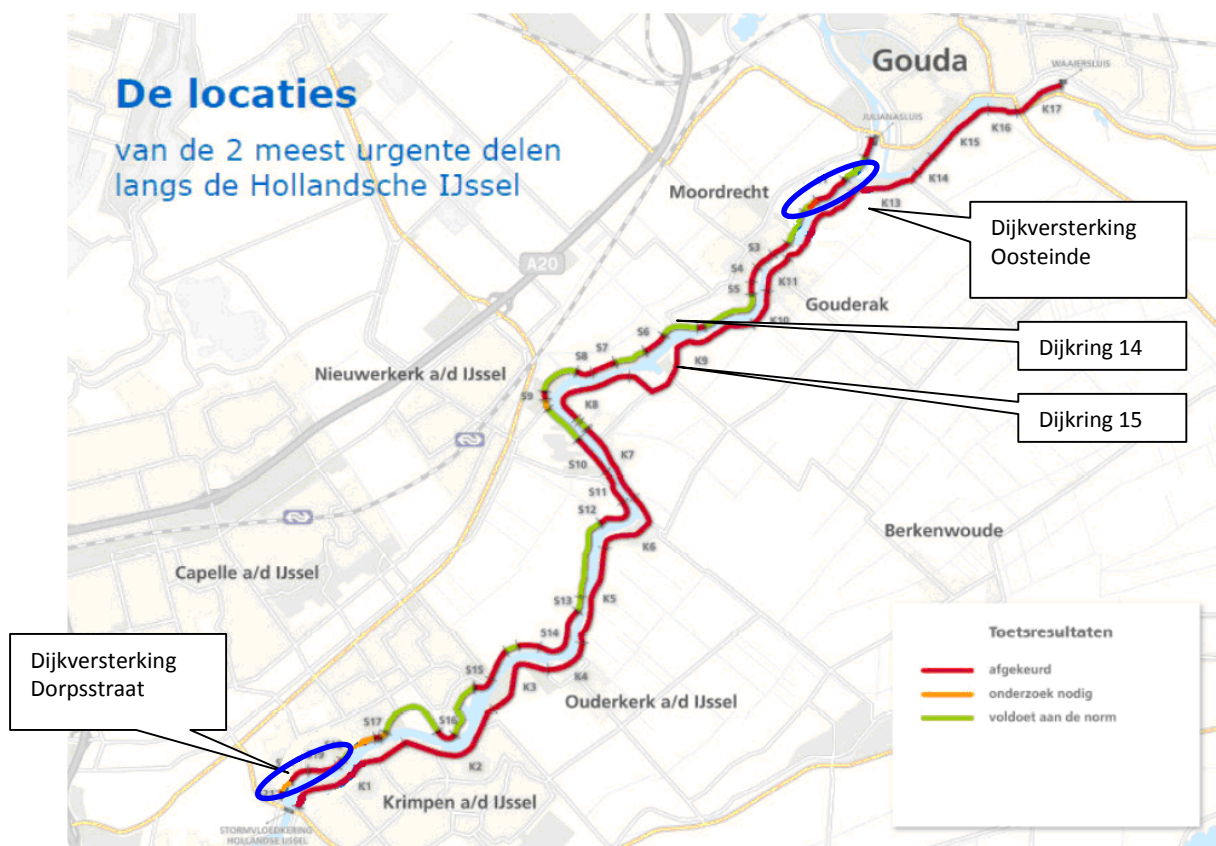 De locaties
van de 2 meest urgente delen
langs de Hollandsche IJssel
Gouda
WAAIERSLUIS
JULIANASLUIS
K17
K16
K15
K14
K13
Moordrecht
Dijkversterking
Oosteinde
S3
S4
S5
K11
Gouderak
K10
A20
S6
S7
S8
K9
Dijkring 14
Dijkring 15
Nieuwerkerk a/d IJssel
S9
K8
K7
S10
S11
S12
K6
Berkenwoude
Capelle a/d IJssel
S13
K5
S14
K4
S15
K3
Ouderkerk a/d IJssel
Dijkversterking
Dorpsstraat
S17
S16
K2
K1
Krimpen a/d IJssel
STORMVLOEDKERING
HOLLANDSE IJSSEL
Toetsresultaten
afgekeurd
onderzoek nodig
voldoet aan de norm